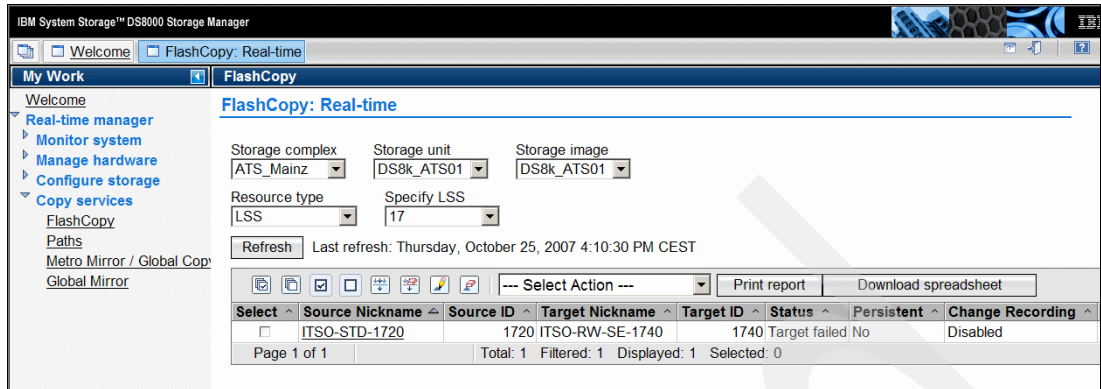 IBM System Storage™ DS8000 Storage Manager
Welcome
FlashCopy: Real-time
My Work
FlashCopy
Welcome
Real-time manager
Monitor system
Manage hardware
Configure storage
Copy services
FlashCopy
Paths
Metro Mirror / Global Copy
Global Mirror
FlashCopy: Real-time
Storage complex Storage unit Storage image
ATS_Mainz DS8k_ATS01 DS8k_ATS01
Resource type Specify LSS
LSS 17
Refresh Last refresh: Thursday, October 25, 2007 4:10:30 PM CEST
--- Select Action --- Print report Download spreadsheet
Select Source Nickname Source ID Target Nickname Target ID Status Persistent Change Recording
ITSO-STD-1720 1720 ITSO-RW-SE-1740 1740 Target failed No Disabled
Page 1 of 1 Total: 1 Filtered: 1 Displayed: 1 Selected: 0